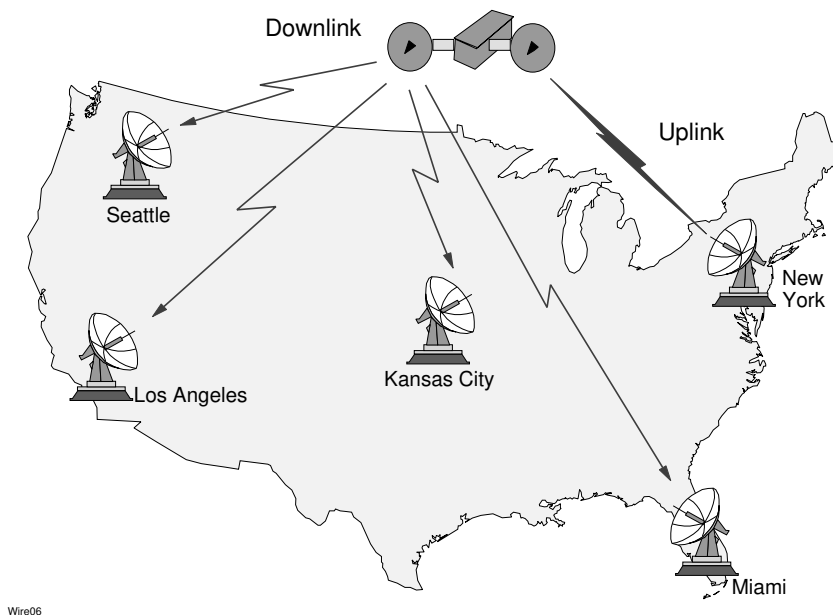 Downlink
Uplink
Seattle
New
York
Kansas City
Los Angeles
Miami
Wire06